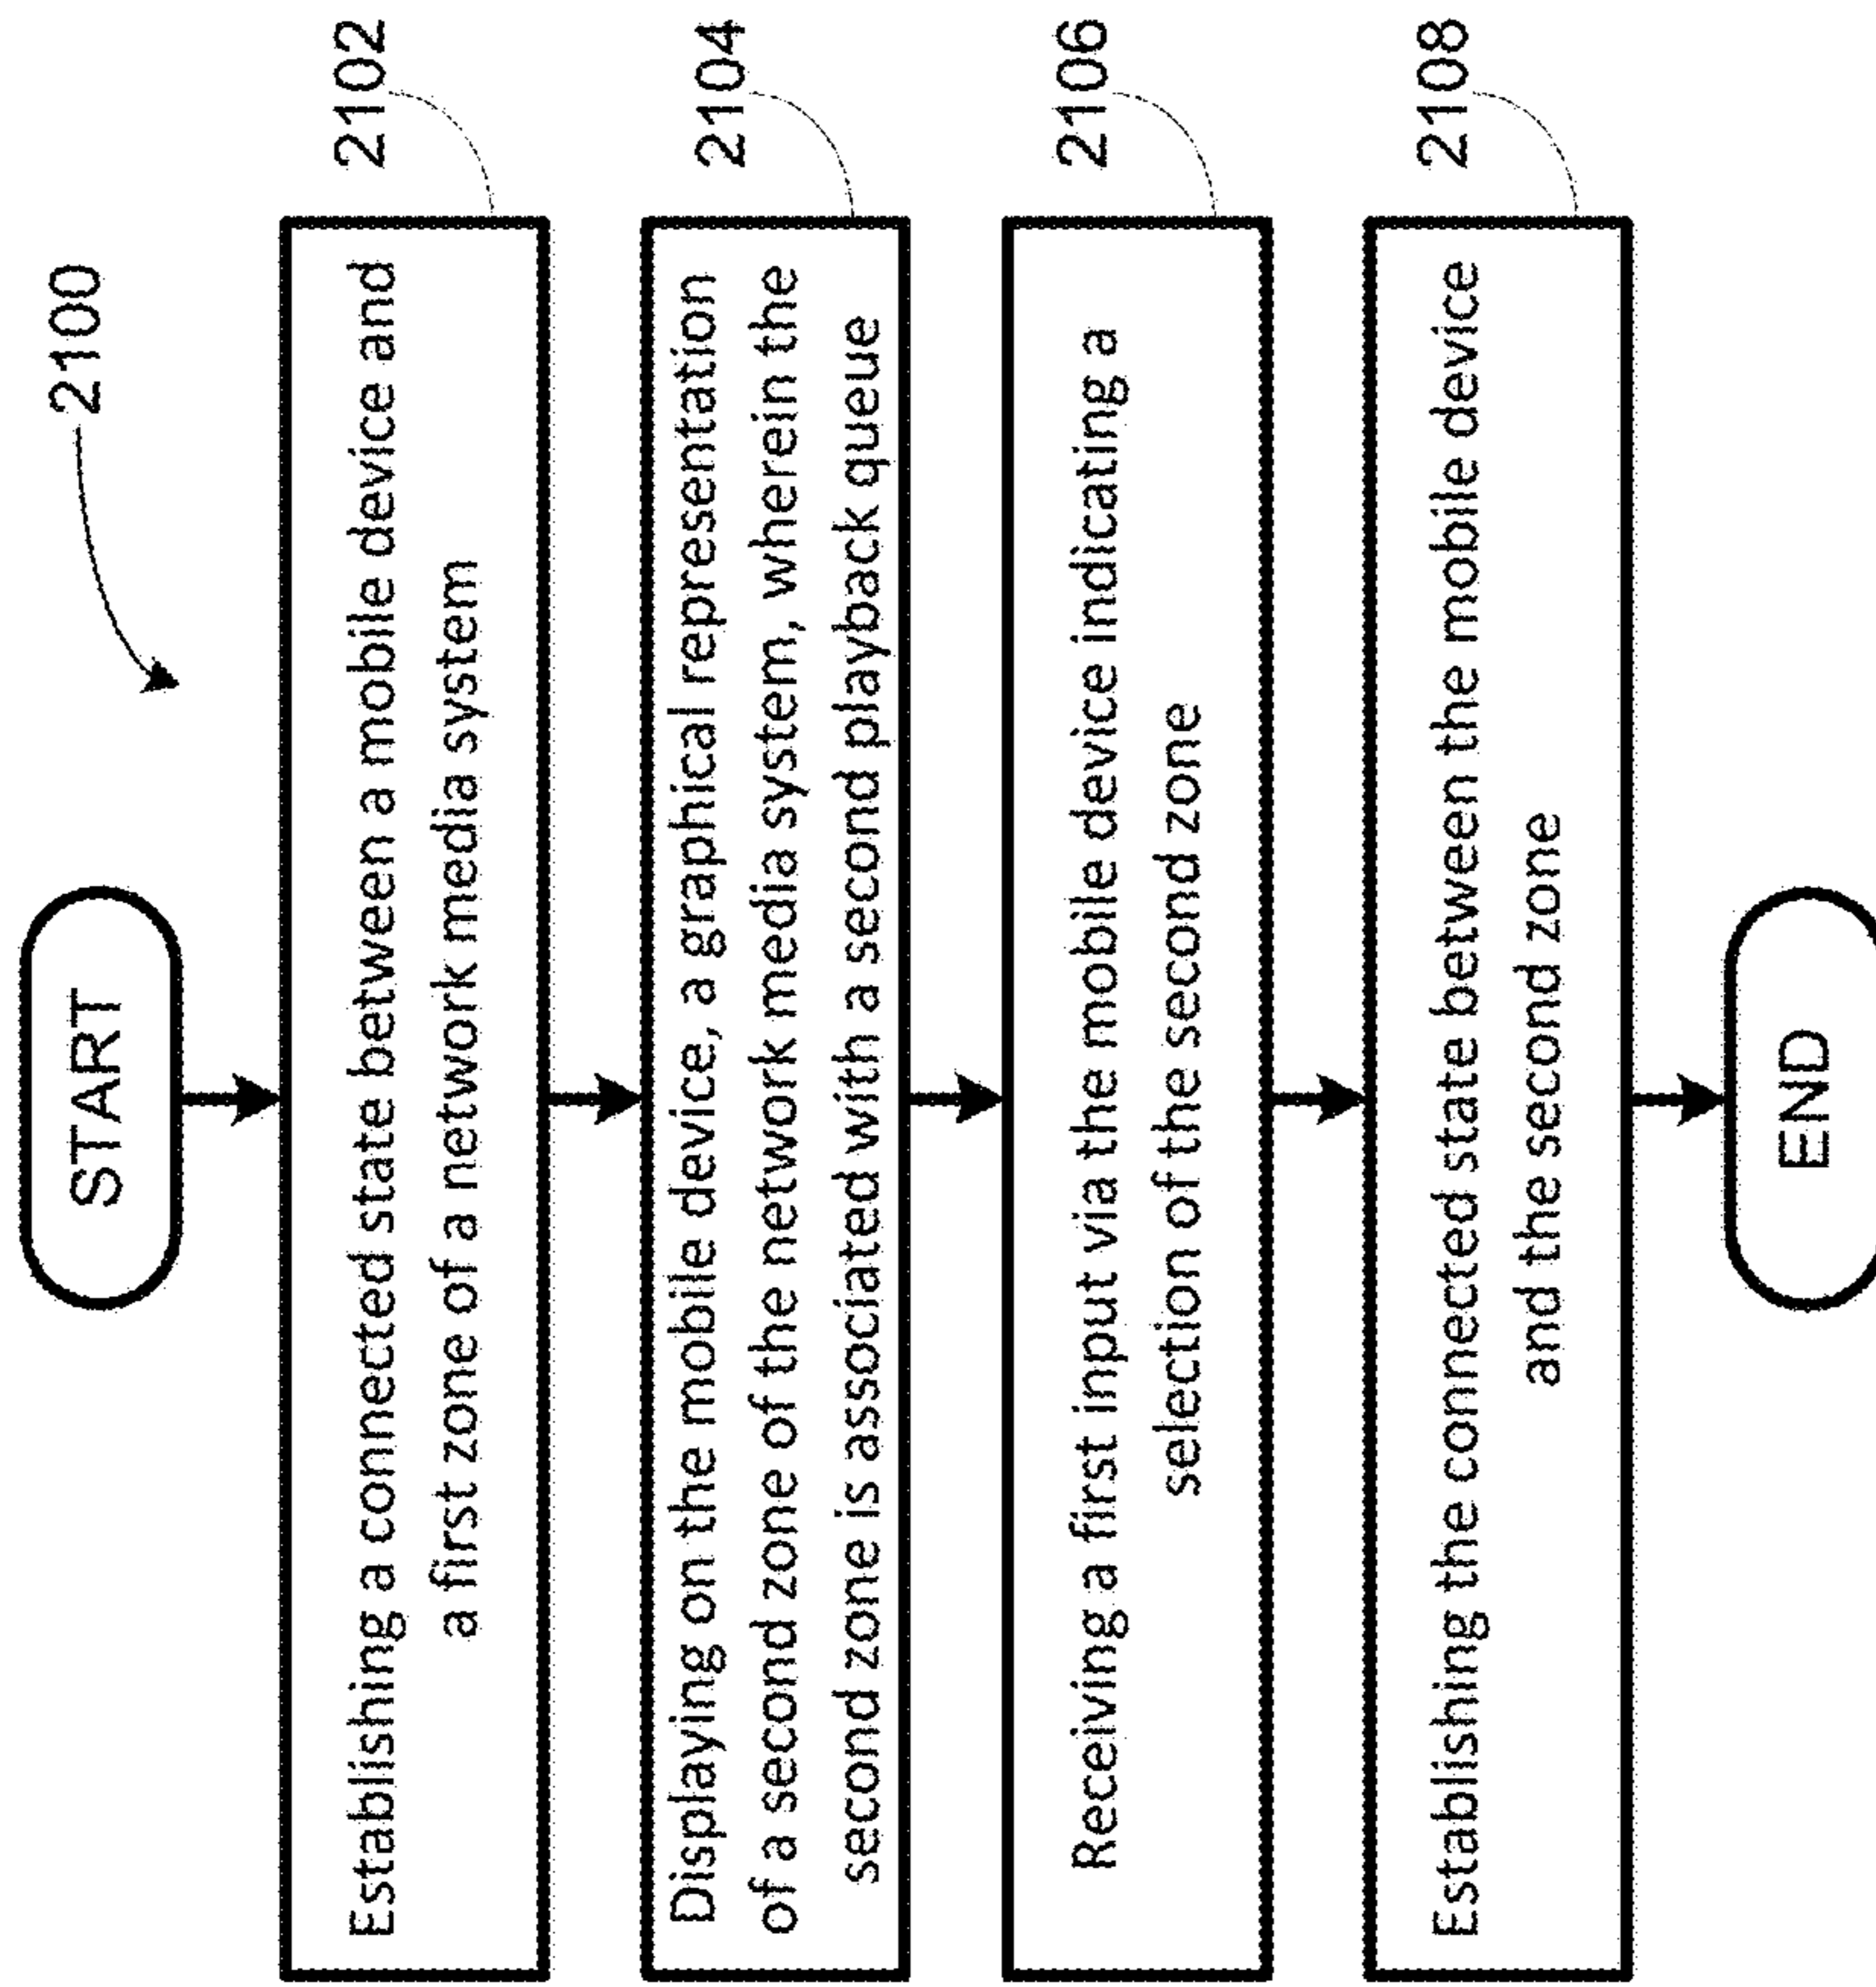 2100
START
2102
Establishing a connected state between a mobile device and
a first zone of a network media system
2104
Displaying on the mobile device, a graphical representation
of a second zone of the network media system, wherein the
second zone is associated with a second playback queue
2106
Receiving a first input via the mobile device indicating a
selection of the second zone
2108
Establishing the connected state between the mobile device
and the second zone
END